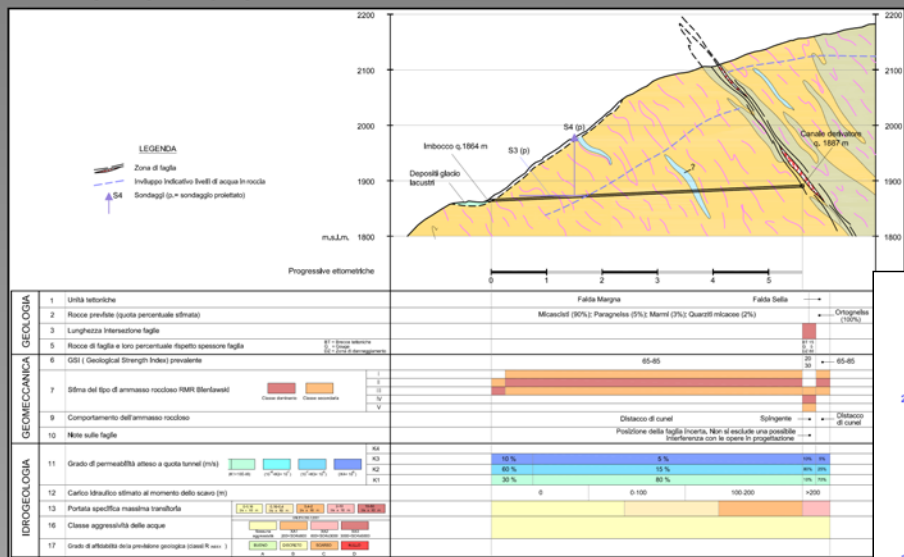 2200
2100
2000
1900
1800
m.s.l.m.
2200
2100
2000
1900
1800
LEGENDA
Zona di faglia
Inviluppo indicativo livelli di acqua in roccia
S4
Sondaggi (p.= sondaggio proiettato)
Imbocco q.1864 m
Depositi glacio
lacustri
S3 (p)
S4 (p)
?
Canale derivatore
q. 1887 m
Progressive ettometriche
0 1 2 3 4 5
GEOLOGIA
1 Unità tettoniche Falda Margna Falda Sella
2 Rocce previste (quota percentuale stimata) Micascisti (90%); Paragneiss (5%); Marmi (3%); Quarziti micacee (2%) Ortogneiss
(100%)
3 Lunghezza intersezione faglie
5 Rocce di faglia e loro percentuale rispetto spessore faglia
GEOMECCANICA
6 GSI ( Geological Strength Index) prevalente 65-85 20
30 65-85
7 Stima del tipo di ammasso roccioso RMR Bieniawski Classe dominante Classe secondaria
I
II
III
IV
V
9 Comportamento dell'ammasso roccioso Distacco di cunei Spingente Distacco
di cunei
10 Note sulle faglie Posizione della faglia incerta. Non si esclude una possibile
interferenza con le opere in progettazione
IDROGEOLOGIA
11 Grado di permeabilità atteso a quota tunnel (m/s)
K4
K3 10 % 5 %
K2 60 % 15 %
K1 30 % 80 %
12 Carico idraulico stimato al momento dello scavo (m) 0 0-100 100-200 >200
13 Portata specifica massima transitoria
16 Classe aggressività delle acque
17 Grado di affidabilità della previsione geologica (classi R
BUONO DISCRETO SCARSO NULLO
A B C D